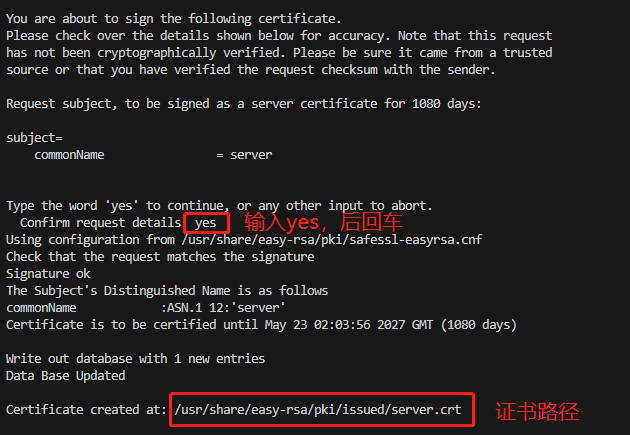 You are about to sign the following certificate.
Please check over the details shown below for accuracy. Note that this request
has not been cryptographically verified. Please be sure it came from a trusted
source or that you have verified the request checksum with the sender.
Request subject, to be signed as a server certificate for 1080 days:
subject=
commonName = server
Type the word 'yes' to continue, or any other input to abort.
Confirm request details: yes 输入yes，后回车
Using configuration from /usr/share/easy-rsa/pki/safessl-easyrsa.cnf
Check that the request matches the signature
Signature ok
The Subject's Distinguished Name is as follows
commonName :ASN.1 12:'server'
Certificate is to be certified until May 23 02:03:56 2027 GMT (1080 days)
Write out database with 1 new entries
Data Base Updated
Certificate created at: /usr/share/easy-rsa/pki/issued/server.crt 证书路径